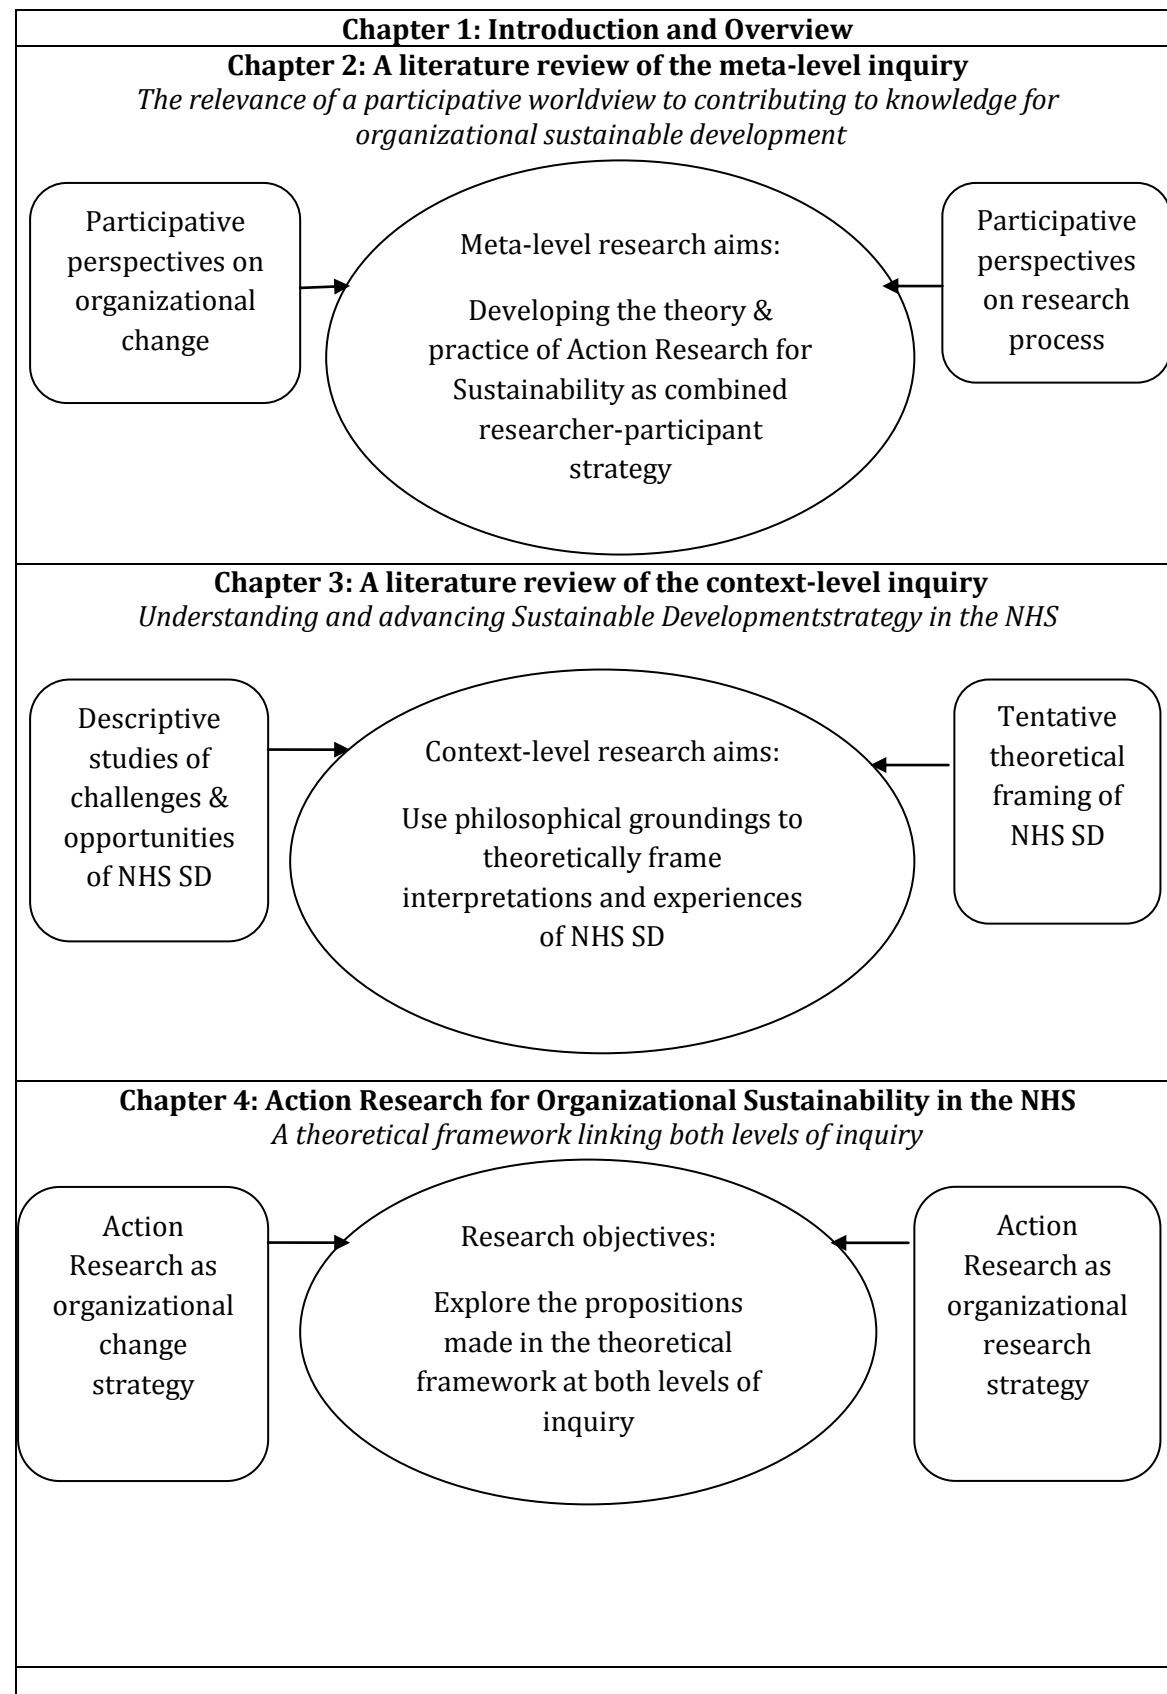 Chapter 1: Introduction and Overview
Chapter 2: A literature review of the meta-level inquiry
The relevance of a participative worldview to contributing to knowledge for
organizational sustainable development
Participative
perspectives on
organizational
change
Meta-level research aims:
Developing the theory &
practice of Action Research for
Sustainability as combined
researcher-participant
strategy
Participative
perspectives
on research
process
Chapter 3: A literature review of the context-level inquiry
Understanding and advancing Sustainable Developmentstrategy in the NHS
Descriptive
studies of
challenges &
opportunities
of NHS SD
Context-level research aims:
Use philosophical groundings to
theoretically frame
interpretations and experiences
of NHS SD
Tentative
theoretical
framing of
NHS SD
Chapter 4: Action Research for Organizational Sustainability in the NHS
A theoretical framework linking both levels of inquiry
Action
Research as
organizational
change
strategy
Research objectives:
Explore the propositions
made in the theoretical
framework at both levels of
inquiry
Action
Research as
organizational
research
strategy